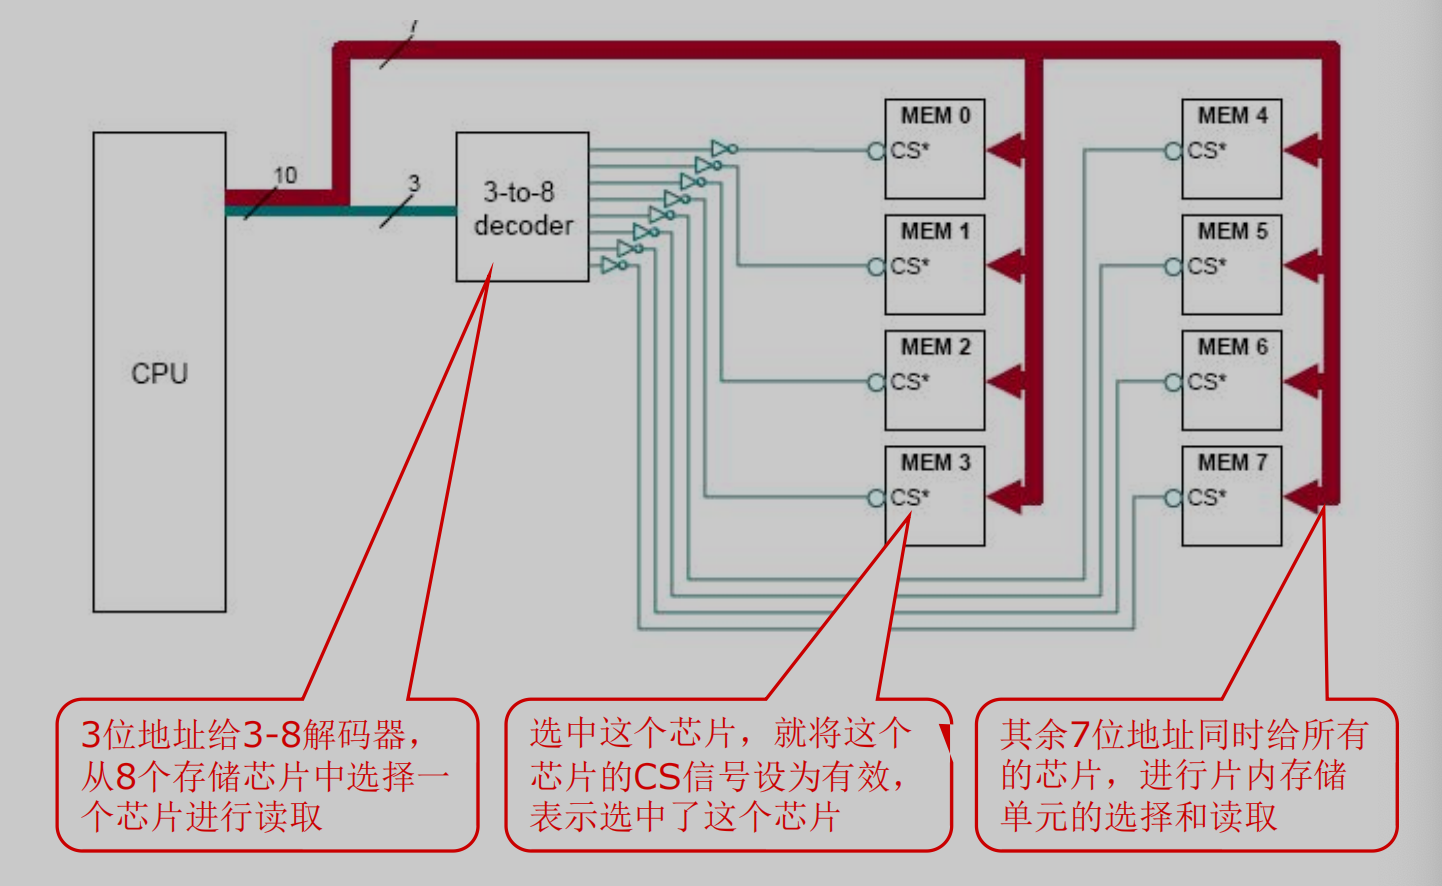 7
10
3
CPU
3-to-8
decoder
MEM 0
CS*
MEM 1
CS*
MEM 2
CS*
MEM 3
CS*
MEM 4
CS*
MEM 5
CS*
MEM 6
CS*
MEM 7
CS*
3位地址给3-8解码器，
从8个存储芯片中选择一
个芯片进行读取
选中这个芯片，就将这个
芯片的CS信号设为有效，
表示选中了这个芯片
其余7位地址同时给所有
的芯片，进行片内存储
单元的选择和读取